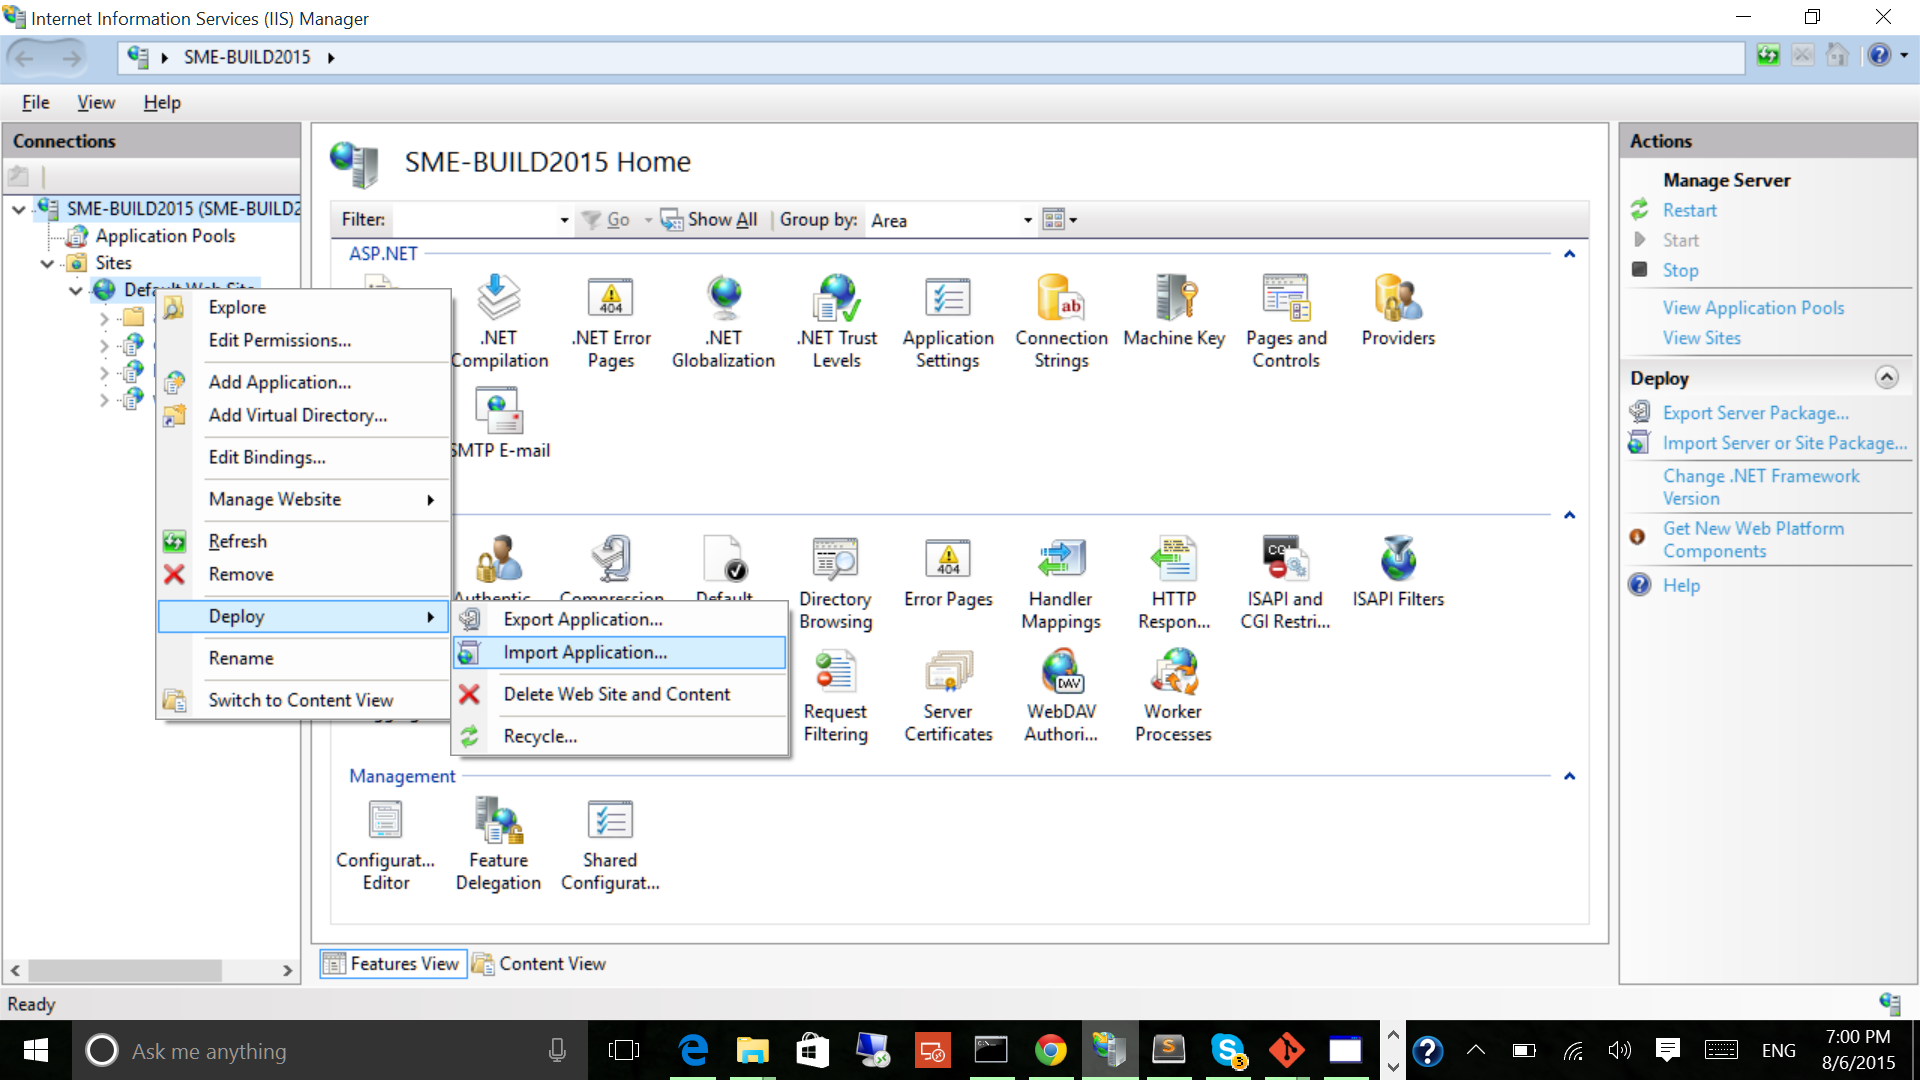 Internet Information Services (IIS) Manager
SME-BUILD2015
File View Help
Connections
SME-BUILD2015 (SME-BUILD2
Application Pools
Sites
Explore
Edit Permissions...
Add Application...
Add Virtual Directory...
Edit Bindings...
Manage Website
Refresh
Remove
Deploy
Rename
Switch to Content View
Export Application...
Import Application...
Delete Web Site and Content
Recycle...
SME-BUILD2015 Home
Filter: Go Show All Group by: Area
ASP.NET
.NET Compilation
.NET Error Pages
.NET Globalization
.NET Trust Levels
Application Settings
Connection Strings
Machine Key
Pages and Controls
Providers
SMTP E-mail
Directory Browsing
Error Pages
Handler Mappings
HTTP Respon...
ISAPI and CGI Restri...
ISAPI Filters
Request Filtering
Server Certificates
WebDAV Authori...
Worker Processes
Management
Configurat... Editor
Feature Delegation
Shared Configurat...
Features View Content View
Actions
Manage Server
Restart
Start
Stop
View Application Pools
View Sites
Deploy
Export Server Package...
Import Server or Site Package...
Change .NET Framework
Version
Get New Web Platform
Components
Help
Ready
Ask me anything
ENG
7:00 PM
8/6/2015